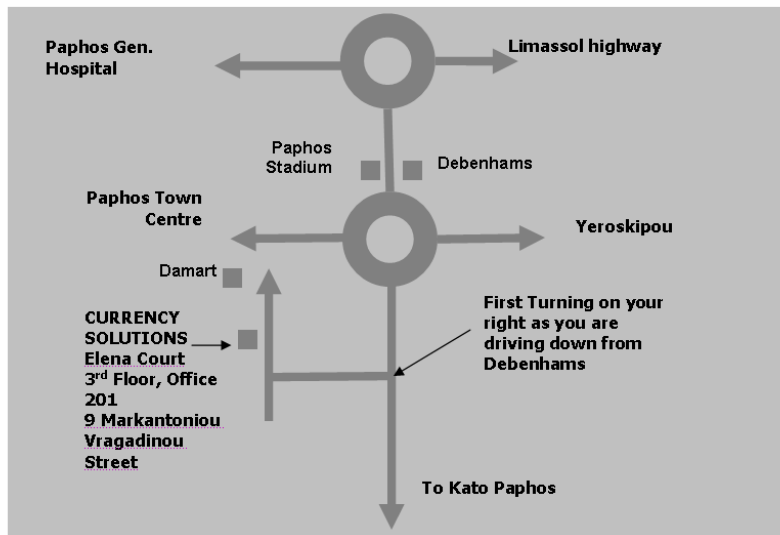 Paphos Gen.
Hospital
Limassol highway
Paphos
Stadium
Debenhams
Paphos Town
Centre
Yeroskipou
Damart
CURRENCY
SOLUTIONS
Elena Court
3rd Floor, Office
201
9 Markantoniou
Vragadinou
Street
First Turning on your
right as you are
driving down from
Debenhams
To Kato Paphos